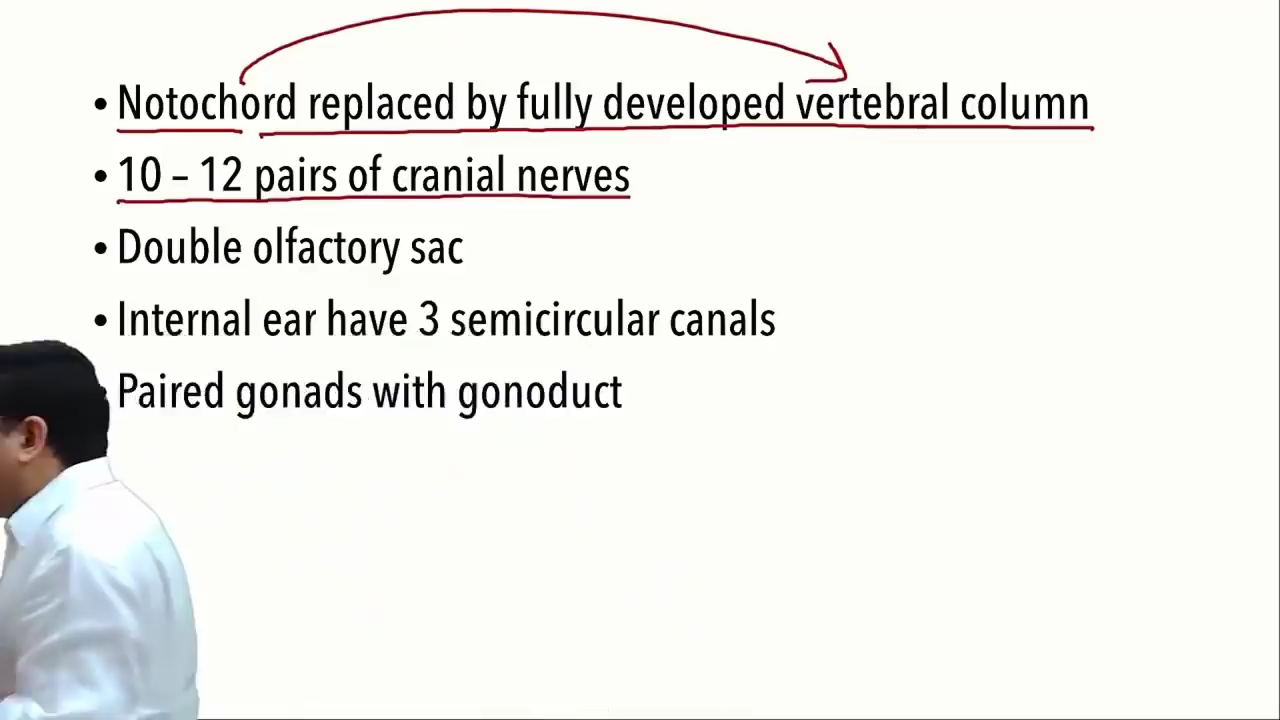 • Notochord replaced by fully developed vertebral column
• 10 – 12 pairs of cranial nerves
• Double olfactory sac
• Internal ear have 3 semicircular canals
• Paired gonads with gonoduct